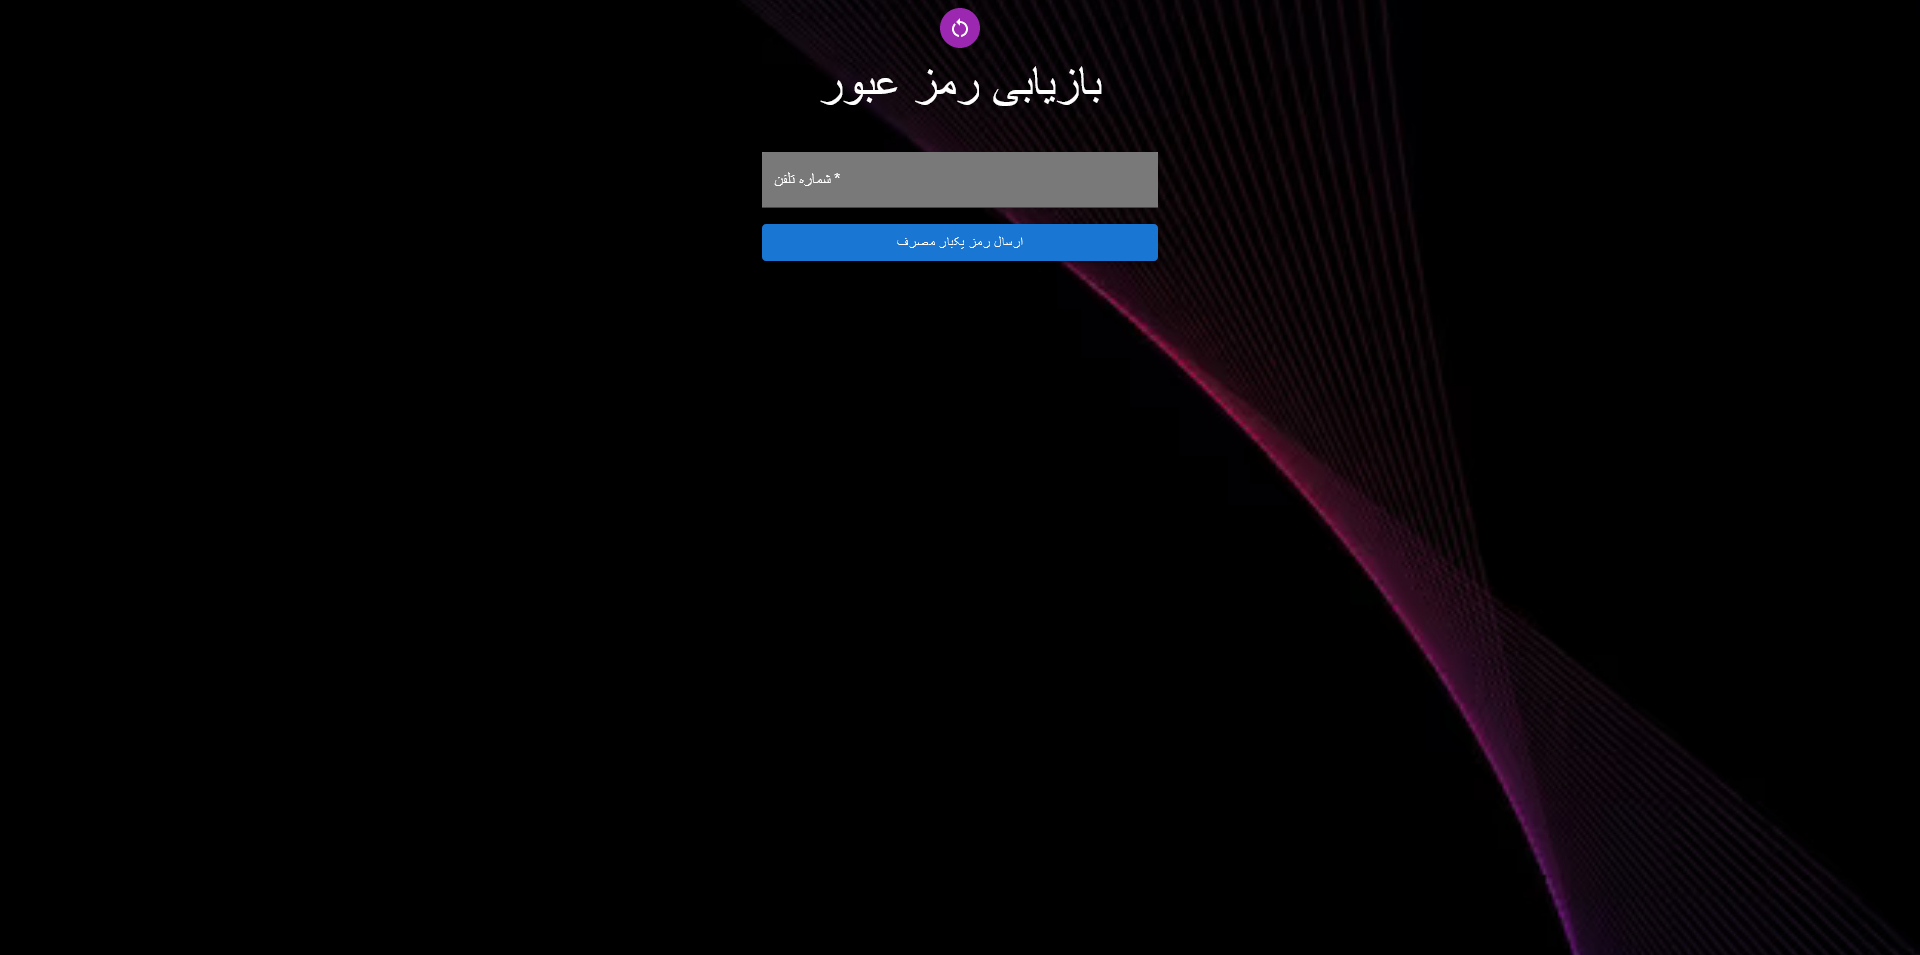 بازیابی رمز عبور
شماره تلفن *
ارسال رمز یکبار مصرف